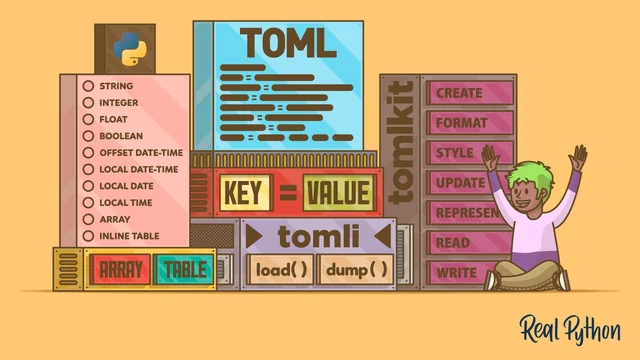 TOML
STRING
INTEGER
FLOAT
BOOLEAN
OFFSET DATE-TIME
LOCAL DATE-TIME
LOCAL DATE
LOCAL TIME
ARRAY
INLINE TABLE
ARRAY TABLE
KEY = VALUE
tomli
load() dump()
tomlkit
CREATE
FORMAT
STYLE
UPDATE
REPRESEN
READ
WRITE
Real Python